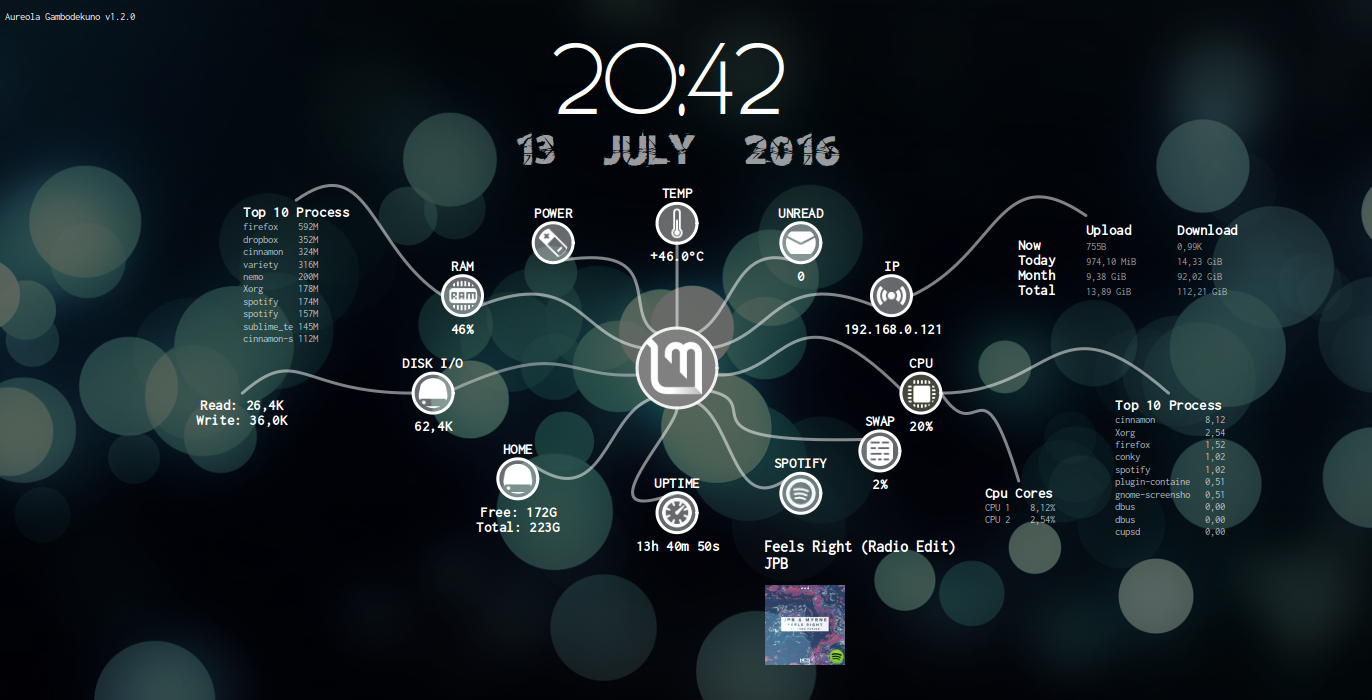 Aureola Gambodekuno v1.2.0
20:42
13 JULY 2016
TEMP
+46.0°C
POWER
UNREAD
0
RAM
RAM
46%
IP
192.168.0.121
Top 10 Process
firefox 592M
dropbox 352M
cinnamon 324M
variety 316M
nemo 200M
Xorg 178M
spotify 174M
spotify 157M
sublime_te 145M
cinnamon-s 112M
Upload Download
Now 755B 0,99K
Today 974,10 MiB 14,33 GiB
Month 9,38 GiB 92,02 GiB
Total 13,89 GiB 112,21 GiB
DISK I/O
62,4K
Read: 26,4K
Write: 36,0K
CPU
20%
Top 10 Process
cinnamon 8,12
Xorg 2,54
firefox 1,52
conky 1,02
spotify 1,02
plugin-containe 0,51
gnome-screensho 0,51
dbus 0,00
dbus 0,00
cupsd 0,00
Cpu Cores
CPU 1 8,12%
CPU 2 2,54%
SWAP
2%
HOME
Free: 172G
Total: 223G
UPTIME
13h 40m 50s
SPOTIFY
Feels Right (Radio Edit)
JPB
JPB & MYRNE
FEELS RIGHT